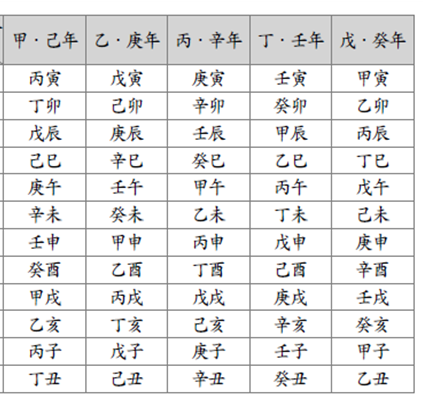 甲·己年 乙·庚年 丙·辛年 丁·壬年 戊·癸年
丙寅 戊寅 庚寅 壬寅 甲寅
丁卯 己卯 辛卯 癸卯 乙卯
戊辰 庚辰 壬辰 甲辰 丙辰
己巳 辛巳 癸巳 乙巳 丁巳
庚午 壬午 甲午 丙午 戊午
辛未 癸未 乙未 丁未 己未
壬申 甲申 丙申 戊申 庚申
癸酉 乙酉 丁酉 己酉 辛酉
甲戌 丙戌 戊戌 庚戌 壬戌
乙亥 丁亥 己亥 辛亥 癸亥
丙子 戊子 庚子 壬子 甲子
丁丑 己丑 辛丑 癸丑 乙丑